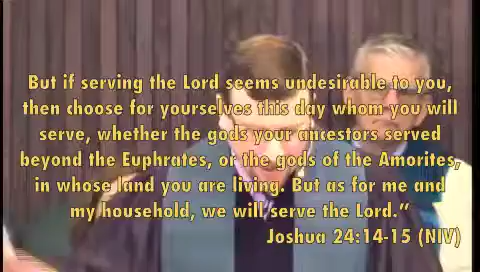 But if serving the Lord seems undesirable to you,
then choose for yourselves this day whom you will
serve, whether the gods your ancestors served
beyond the Euphrates, or the gods of the Amorites,
in whose land you are living. But as for me and
my household, we will serve the Lord.”
Joshua 24:14-15 (NIV)